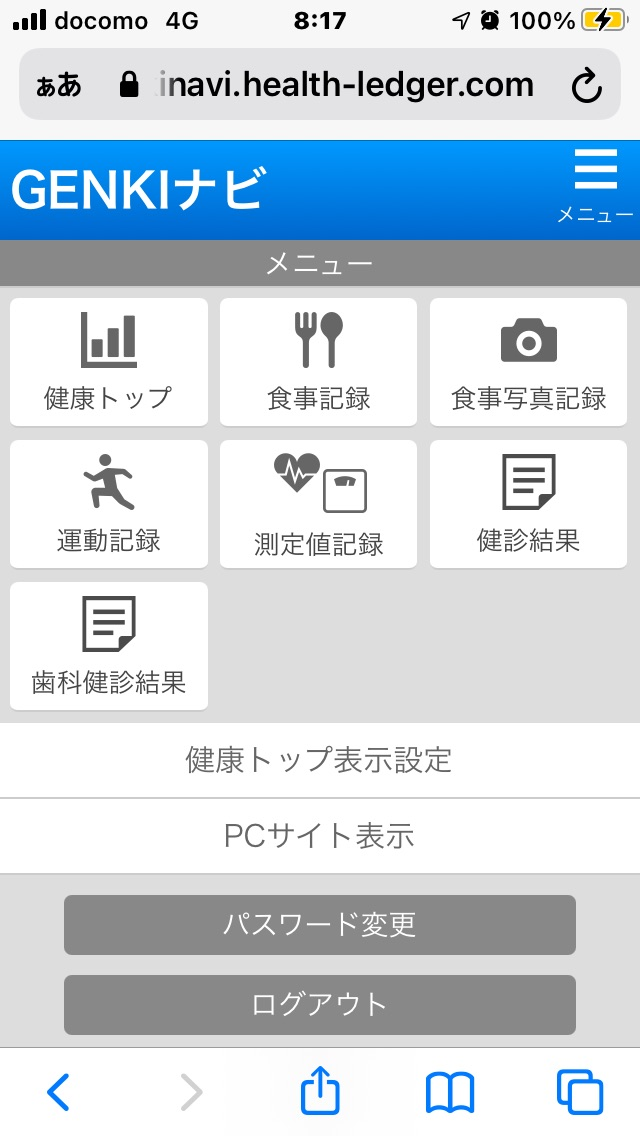 docomo 4G 8:17 100%
ぁあ inavi.health-ledger.com
GENKIナビ
メニュー
メニュー
健康トップ 食事記録 食事写真記録
運動記録 測定値記録 健診結果
歯科健診結果
健康トップ表示設定
PCサイト表示
パスワード変更
ログアウト